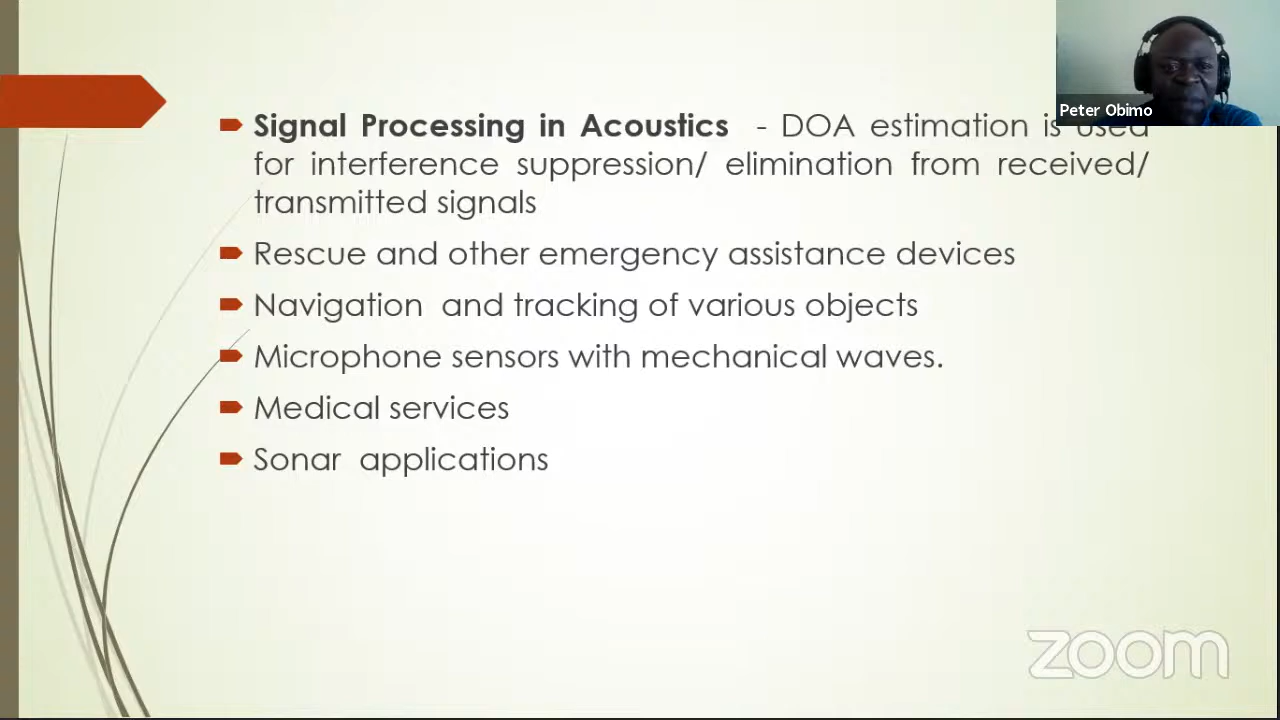 Peter Obimo
Signal Processing in Acoustics - DOA estimation is used
for interference suppression/ elimination from received/
transmitted signals
Rescue and other emergency assistance devices
Navigation and tracking of various objects
Microphone sensors with mechanical waves.
Medical services
Sonar applications
zoom